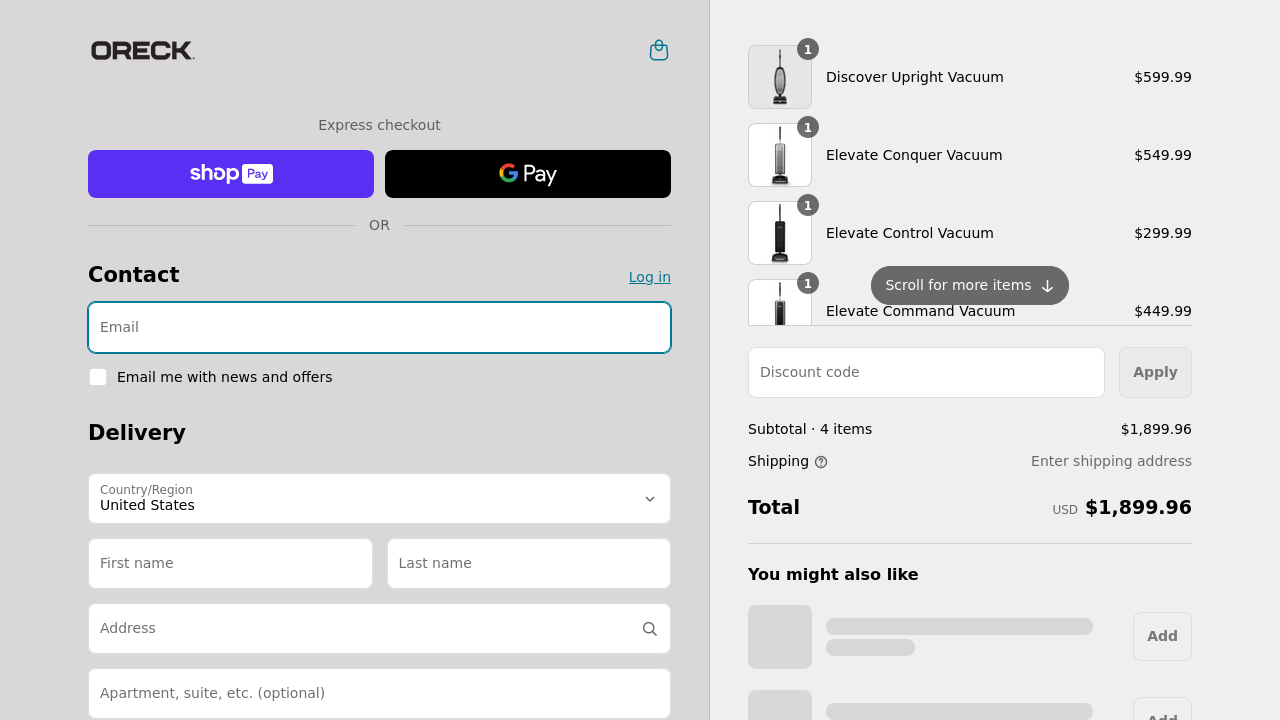 ORECK.
Express checkout
shop Pay
G Pay
OR
Contact
Log in
Email
Email me with news and offers
Delivery
Country/Region
United States
First name
Last name
Address
Apartment, suite, etc. (optional)
1
Discover Upright Vacuum
$599.99
1
Elevate Conquer Vacuum
$549.99
1
Elevate Control Vacuum
$299.99
Scroll for more items
1
Elevate Command Vacuum
$449.99
Discount code
Apply
Subtotal · 4 items
$1,899.96
Shipping
Enter shipping address
Total
USD $1,899.96
You might also like
Add
Add